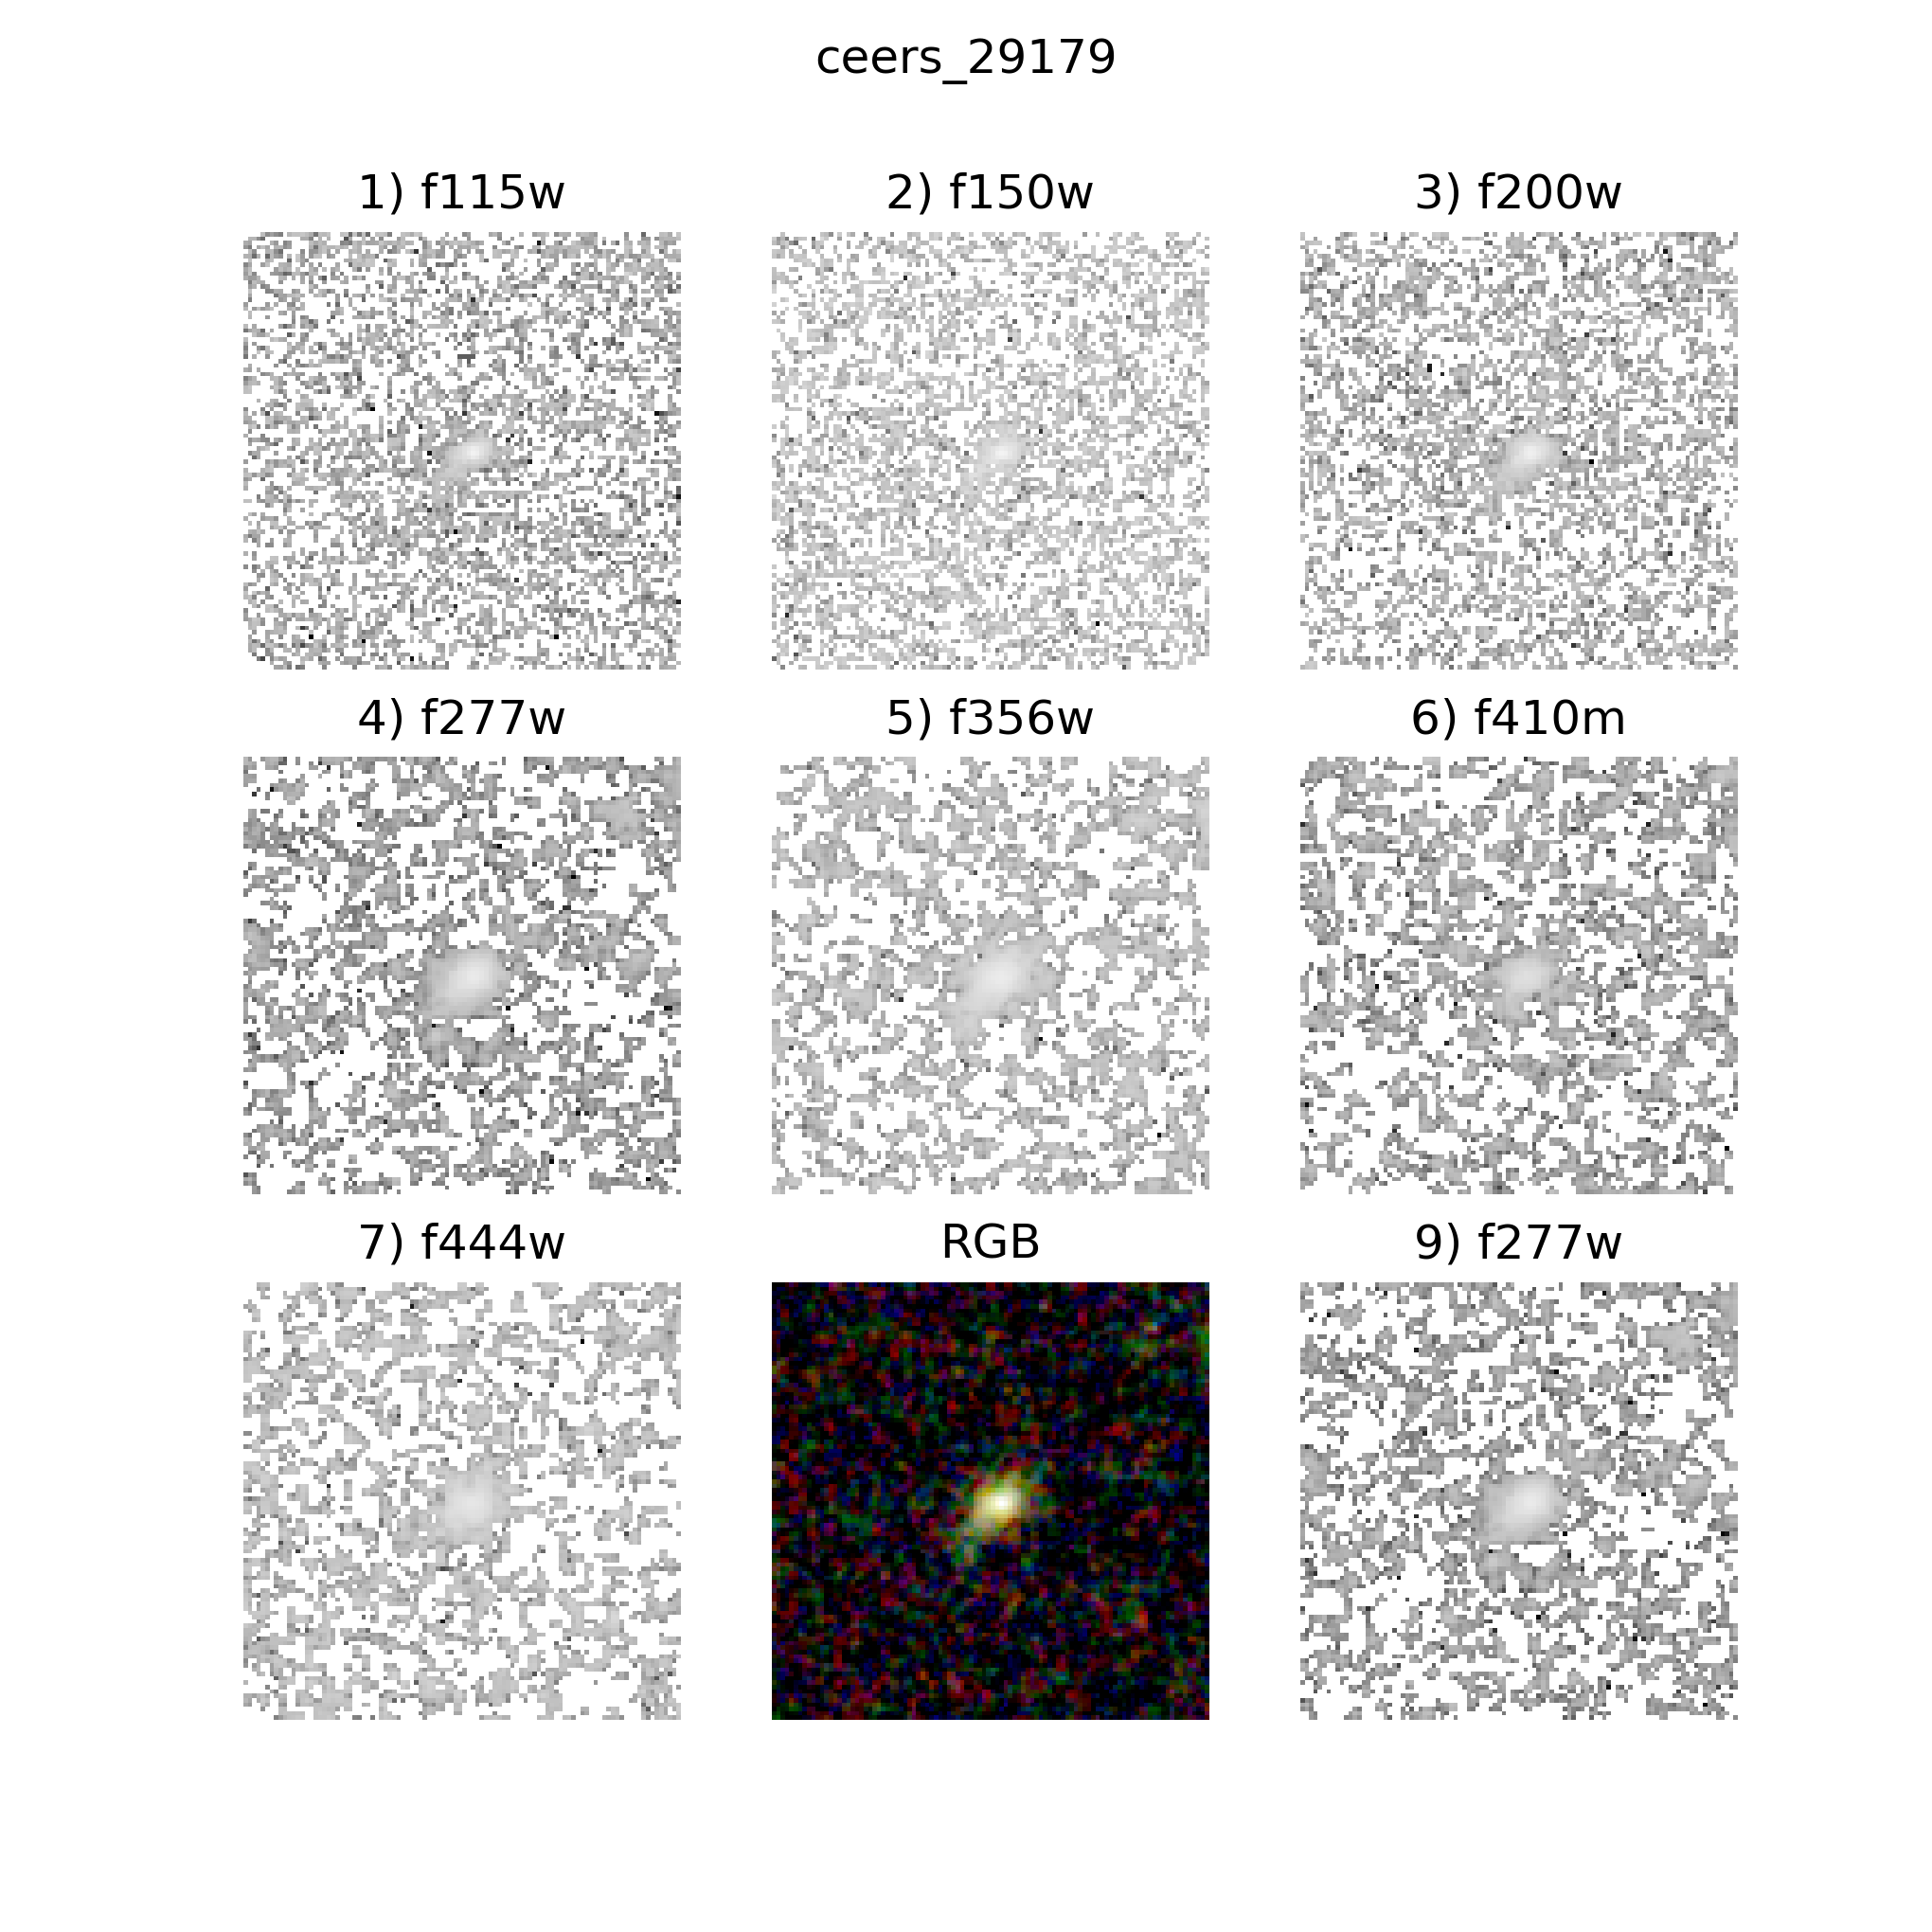 ceers_29179
1) f115w
2) f150w
3) f200w
4) f277w
5) f356w
6) f410m
7) f444w
RGB
9) f277w